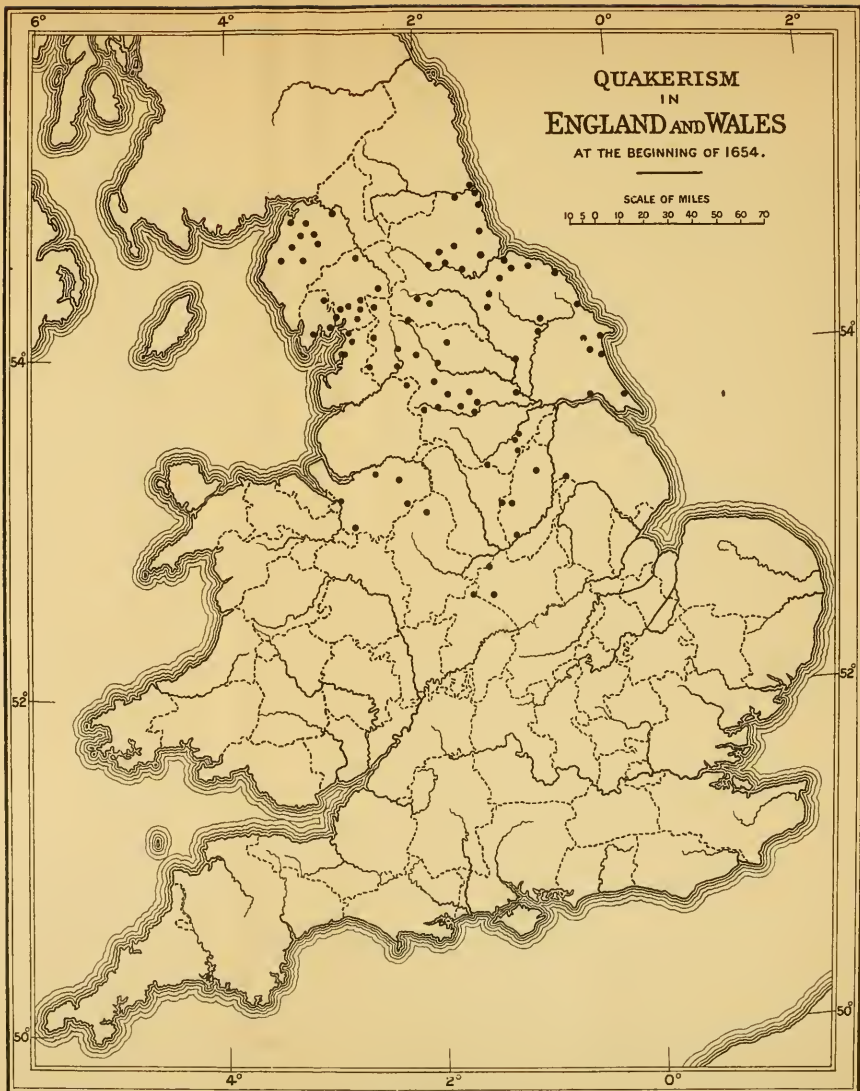 6° 4° 2° 0° 2°
QUAKERISM
IN
ENGLAND AND WALES
AT THE BEGINNING OF 1654.
SCALE OF MILES
10 5 0 10 20 30 40 50 60 70
54° 54°
52° 52°
50° 50°
4° 2° 0°